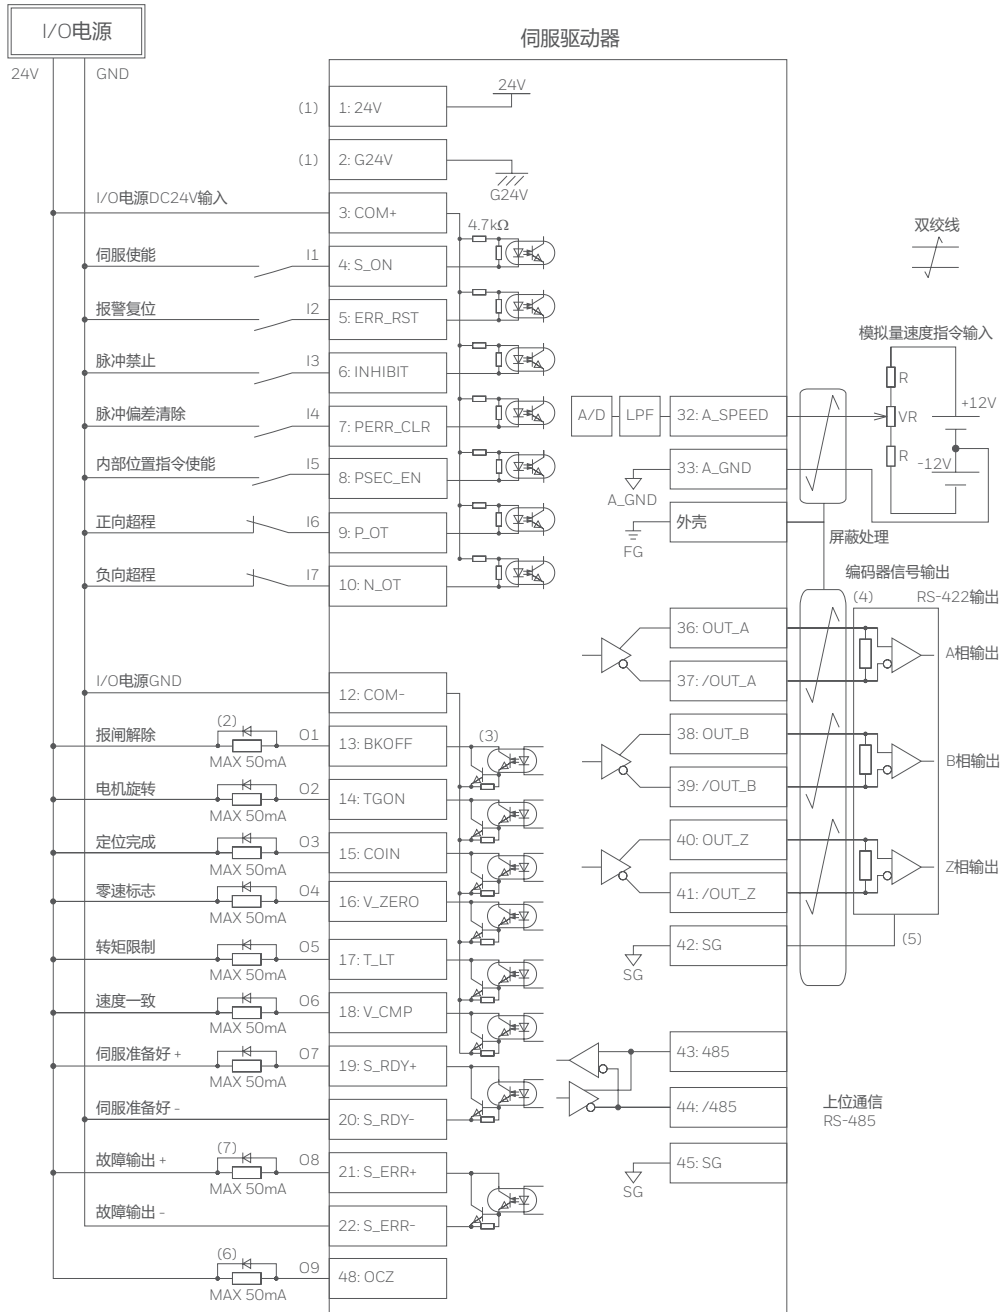 I/O电源
伺服驱动器
24V
GND
24V
(1)
1: 24V
(1)
2: G24V
G24V
I/O电源DC24V输入
3: COM+
4.7kΩ
双绞线
伺服使能
I1
4: S_ON
报警复位
I2
5: ERR_RST
模拟量速度指令输入
脉冲禁止
I3
6: INHIBIT
R
+12V
脉冲偏差清除
I4
7: PERR_CLR
A/D
LPF
32: A_SPEED
VR
R
-12V
内部位置指令使能
I5
8: PSEC_EN
33: A_GND
A_GND
正向超程
I6
9: P_OT
外壳
FG
屏蔽处理
负向超程
I7
10: N_OT
编码器信号输出
(4)
RS-422输出
36: OUT_A
A相输出
37: /OUT_A
I/O电源GND
12: COM-
报闸解除
(2)
O1
13: BKOFF
(3)
MAX 50mA
38: OUT_B
B相输出
39: /OUT_B
电机旋转
O2
14: TGON
MAX 50mA
定位完成
O3
15: COIN
MAX 50mA
40: OUT_Z
Z相输出
41: /OUT_Z
零速标志
O4
16: V_ZERO
MAX 50mA
转矩限制
O5
17: T_LT
MAX 50mA
42: SG
SG
(5)
速度一致
O6
18: V_CMP
MAX 50mA
伺服准备好 +
O7
19: S_RDY+
MAX 50mA
43: 485
伺服准备好 -
20: S_RDY-
44: /485
上位通信
RS-485
故障输出 +
(7)
O8
21: S_ERR+
MAX 50mA
45: SG
SG
故障输出 -
22: S_ERR-
(6)
O9
48: OCZ
MAX 50mA